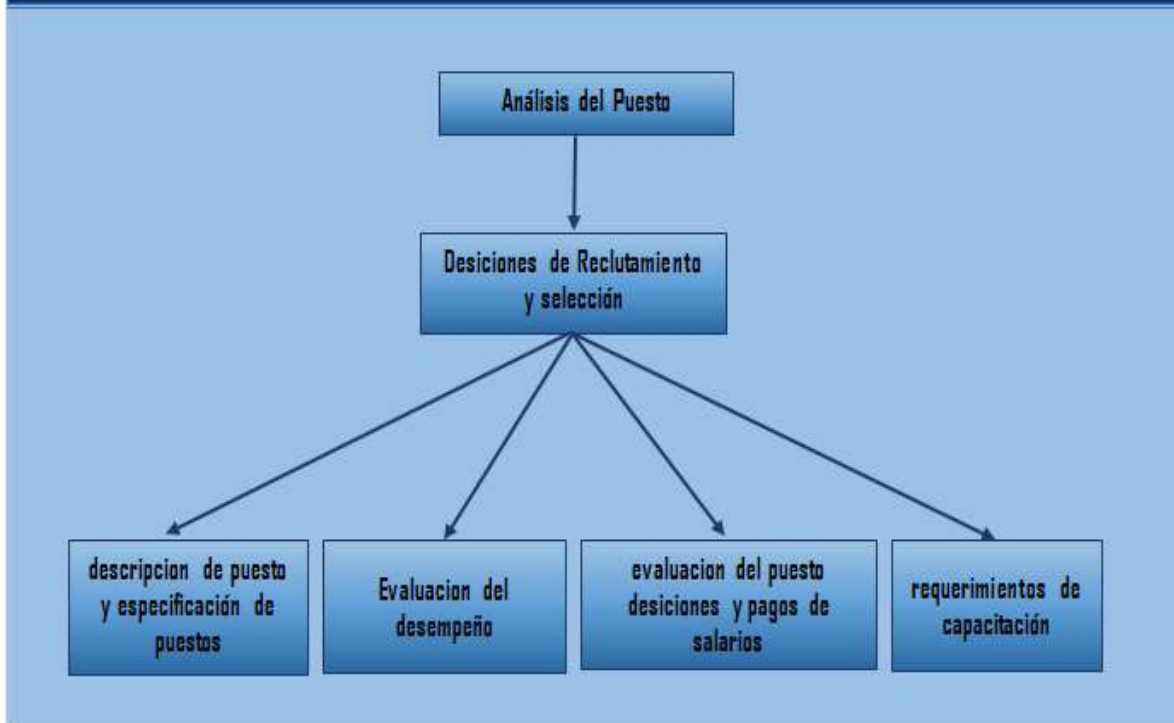 Análisis del Puesto
Desiciones de Reclutamiento
y selección
descripcion de puesto
y especificación de
puestos
Evaluacion del
desempeño
evaluacion del puesto
desiciones y pagos de
salarios
requerimientos de
capacitación